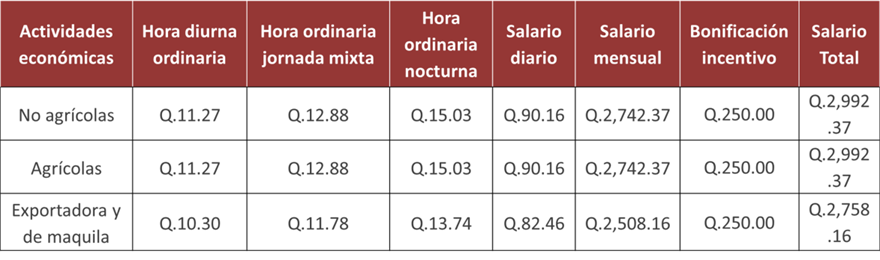 Actividades económicas Hora diurna ordinaria Hora ordinaria jornada mixta Hora ordinaria nocturna Salario diario Salario mensual Bonificación incentivo Salario Total
No agrícolas Q.11.27 Q.12.88 Q.15.03 Q.90.16 Q.2,742.37 Q.250.00 Q.2,992.37
Agrícolas Q.11.27 Q.12.88 Q.15.03 Q.90.16 Q.2,742.37 Q.250.00 Q.2,992.37
Exportadora y de maquila Q.10.30 Q.11.78 Q.13.74 Q.82.46 Q.2,508.16 Q.250.00 Q.2,758.16